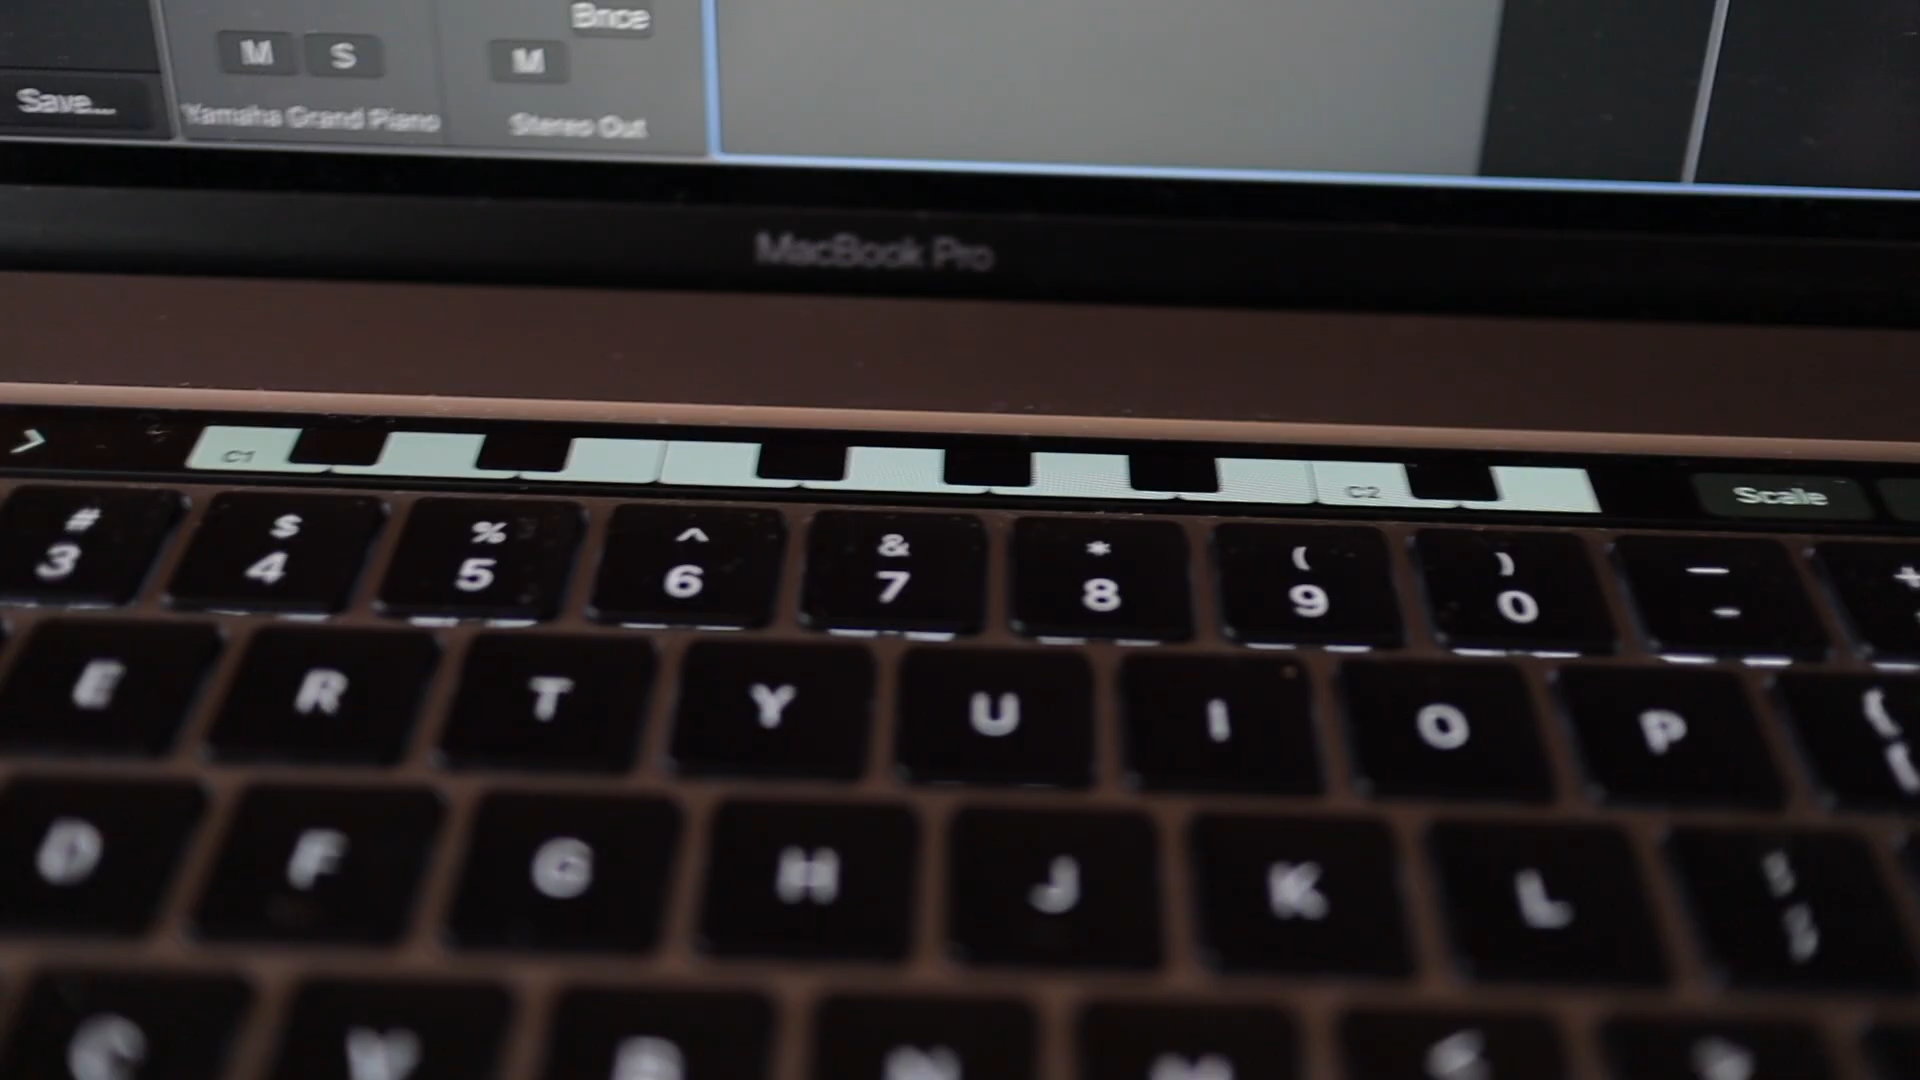 Bnce
M S
M
Save...
Yamaha Grand Piano
Stereo Out
MacBook Pro
C1
C2
Scale
# $ % ^ & * ( ) —
3 4 5 6 7 8 9 0 -
E R T Y U I O P {
[
D F G H J K L
C V B N M